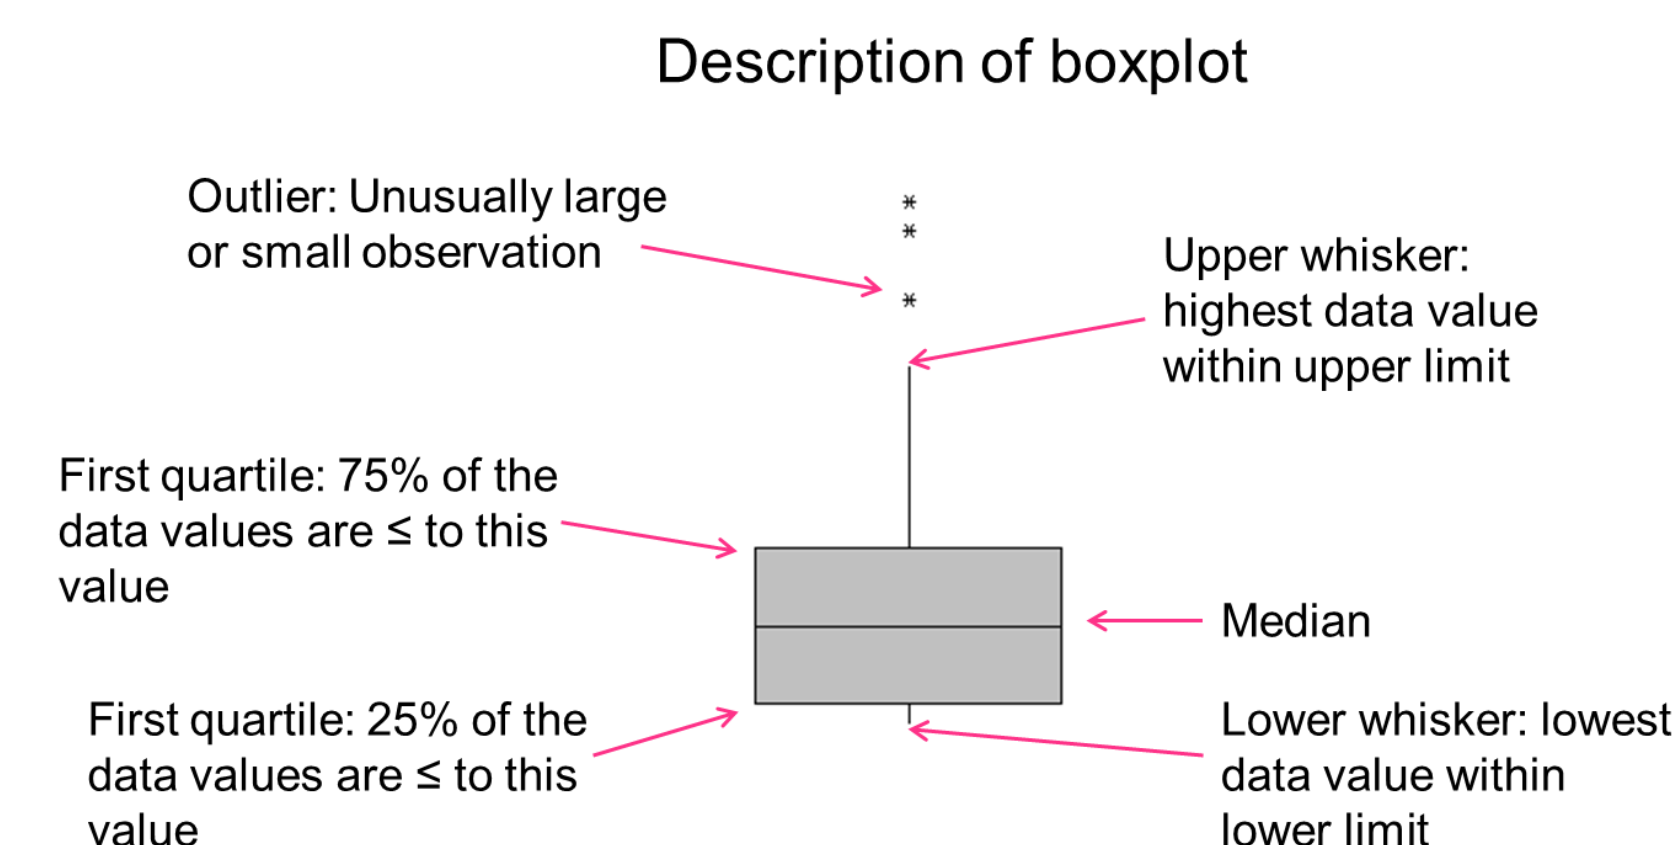 Description of boxplot
Outlier: Unusually large
or small observation
Upper whisker:
highest data value
within upper limit
First quartile: 75% of the
data values are ≤ to this
value
Median
First quartile: 25% of the
data values are ≤ to this
value
Lower whisker: lowest
data value within
lower limit